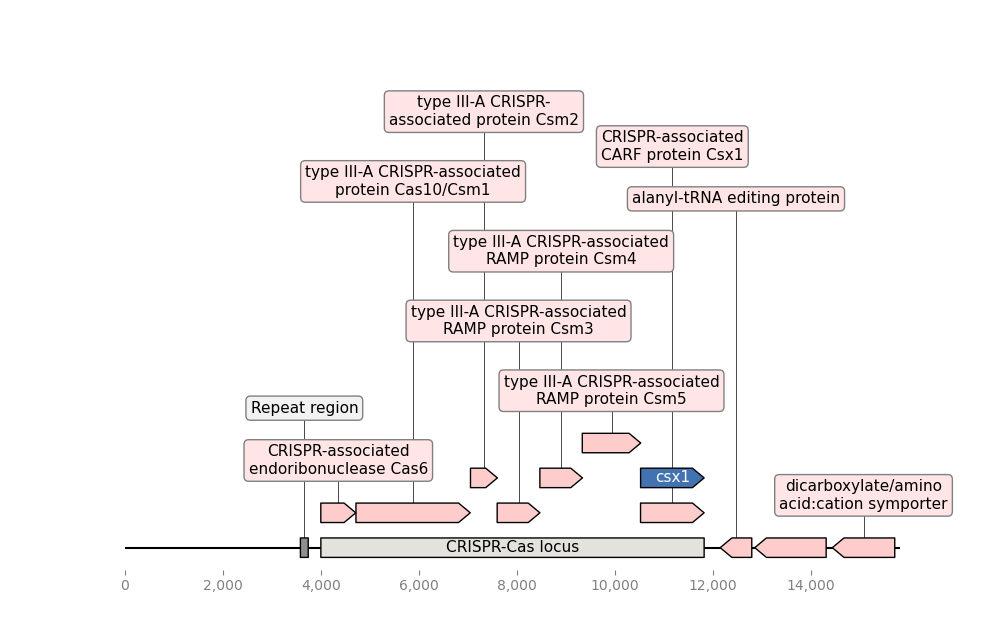 type III-A CRISPR-
associated protein Csm2
CRISPR-associated
CARF protein Csx1
type III-A CRISPR-associated
protein Cas10/Csm1
alanyl-tRNA editing protein
type III-A CRISPR-associated
RAMP protein Csm4
type III-A CRISPR-associated
RAMP protein Csm3
type III-A CRISPR-associated
RAMP protein Csm5
Repeat region
CRISPR-associated
endoribonuclease Cas6
csx1
dicarboxylate/amino
acid:cation symporter
CRISPR-Cas locus
0 2,000 4,000 6,000 8,000 10,000 12,000 14,000